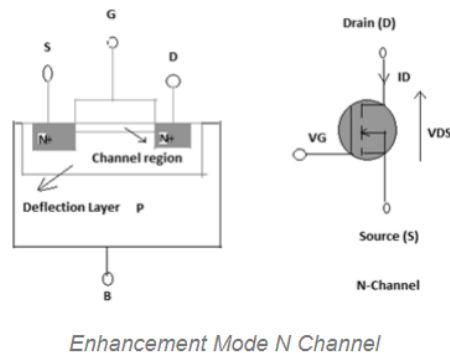 G
S
D
N+
N+
Channel region
Deflection Layer P
B
Drain (D)
ID
VG
VDS
Source (S)
N-Channel
Enhancement Mode N Channel